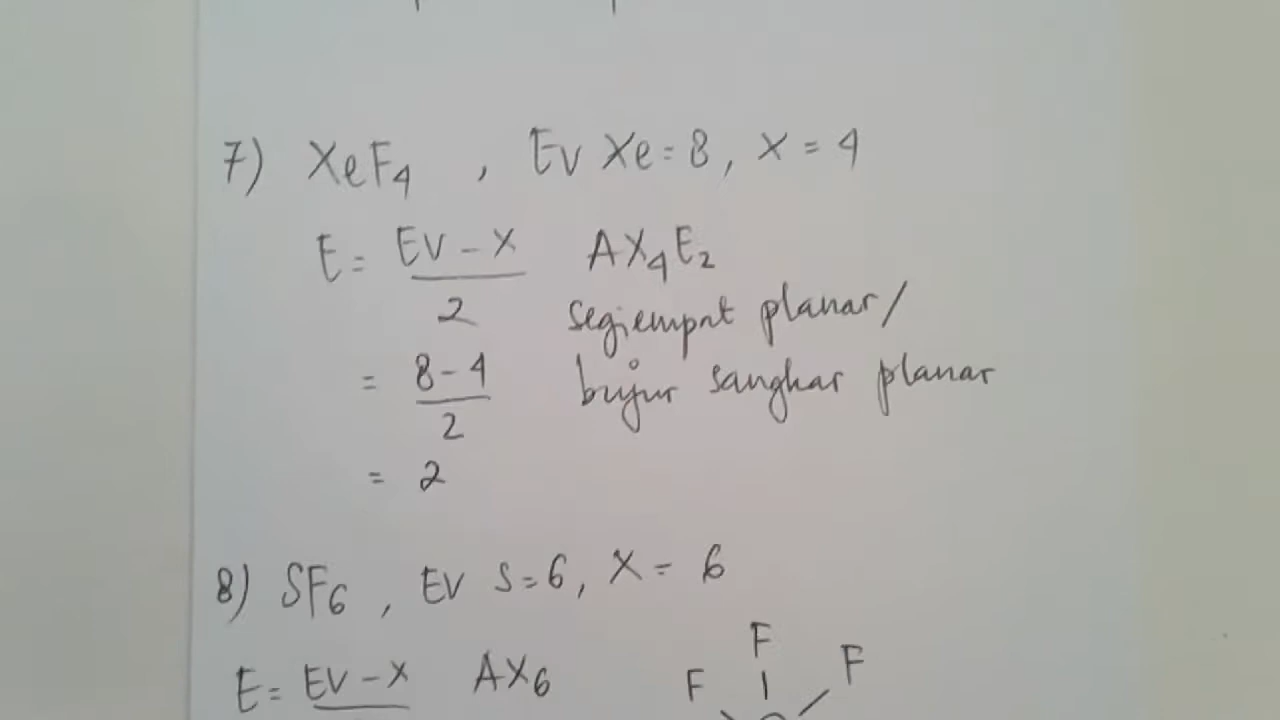 7) XeF₄ , Ev Xe = 8, X = 4
E = EV - X / 2 AX₄E₂
segiempat planar/
= 8 - 4 / 2 bujur sangkar planar
= 2
8) SF₆ , EV S = 6, X = 6
E = EV - X AX₆
F F F